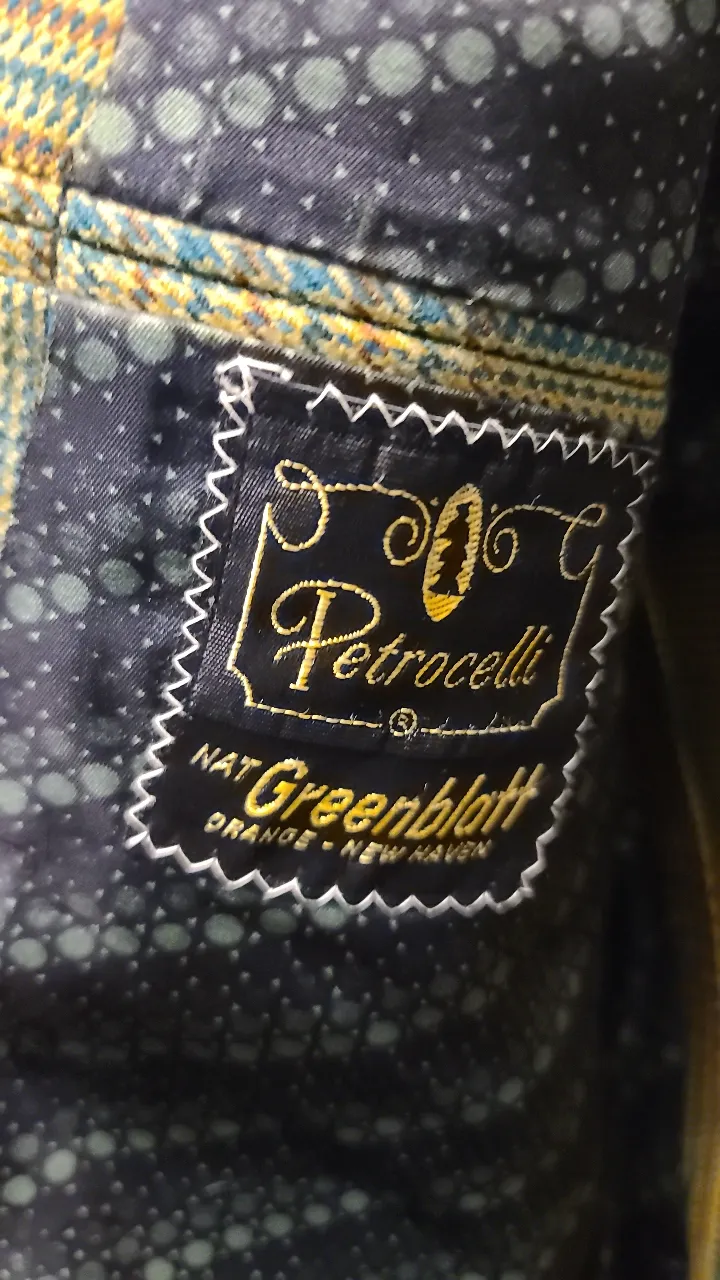 Petrocelli
®
NAT Greenblatt
ORANGE - NEW HAVEN